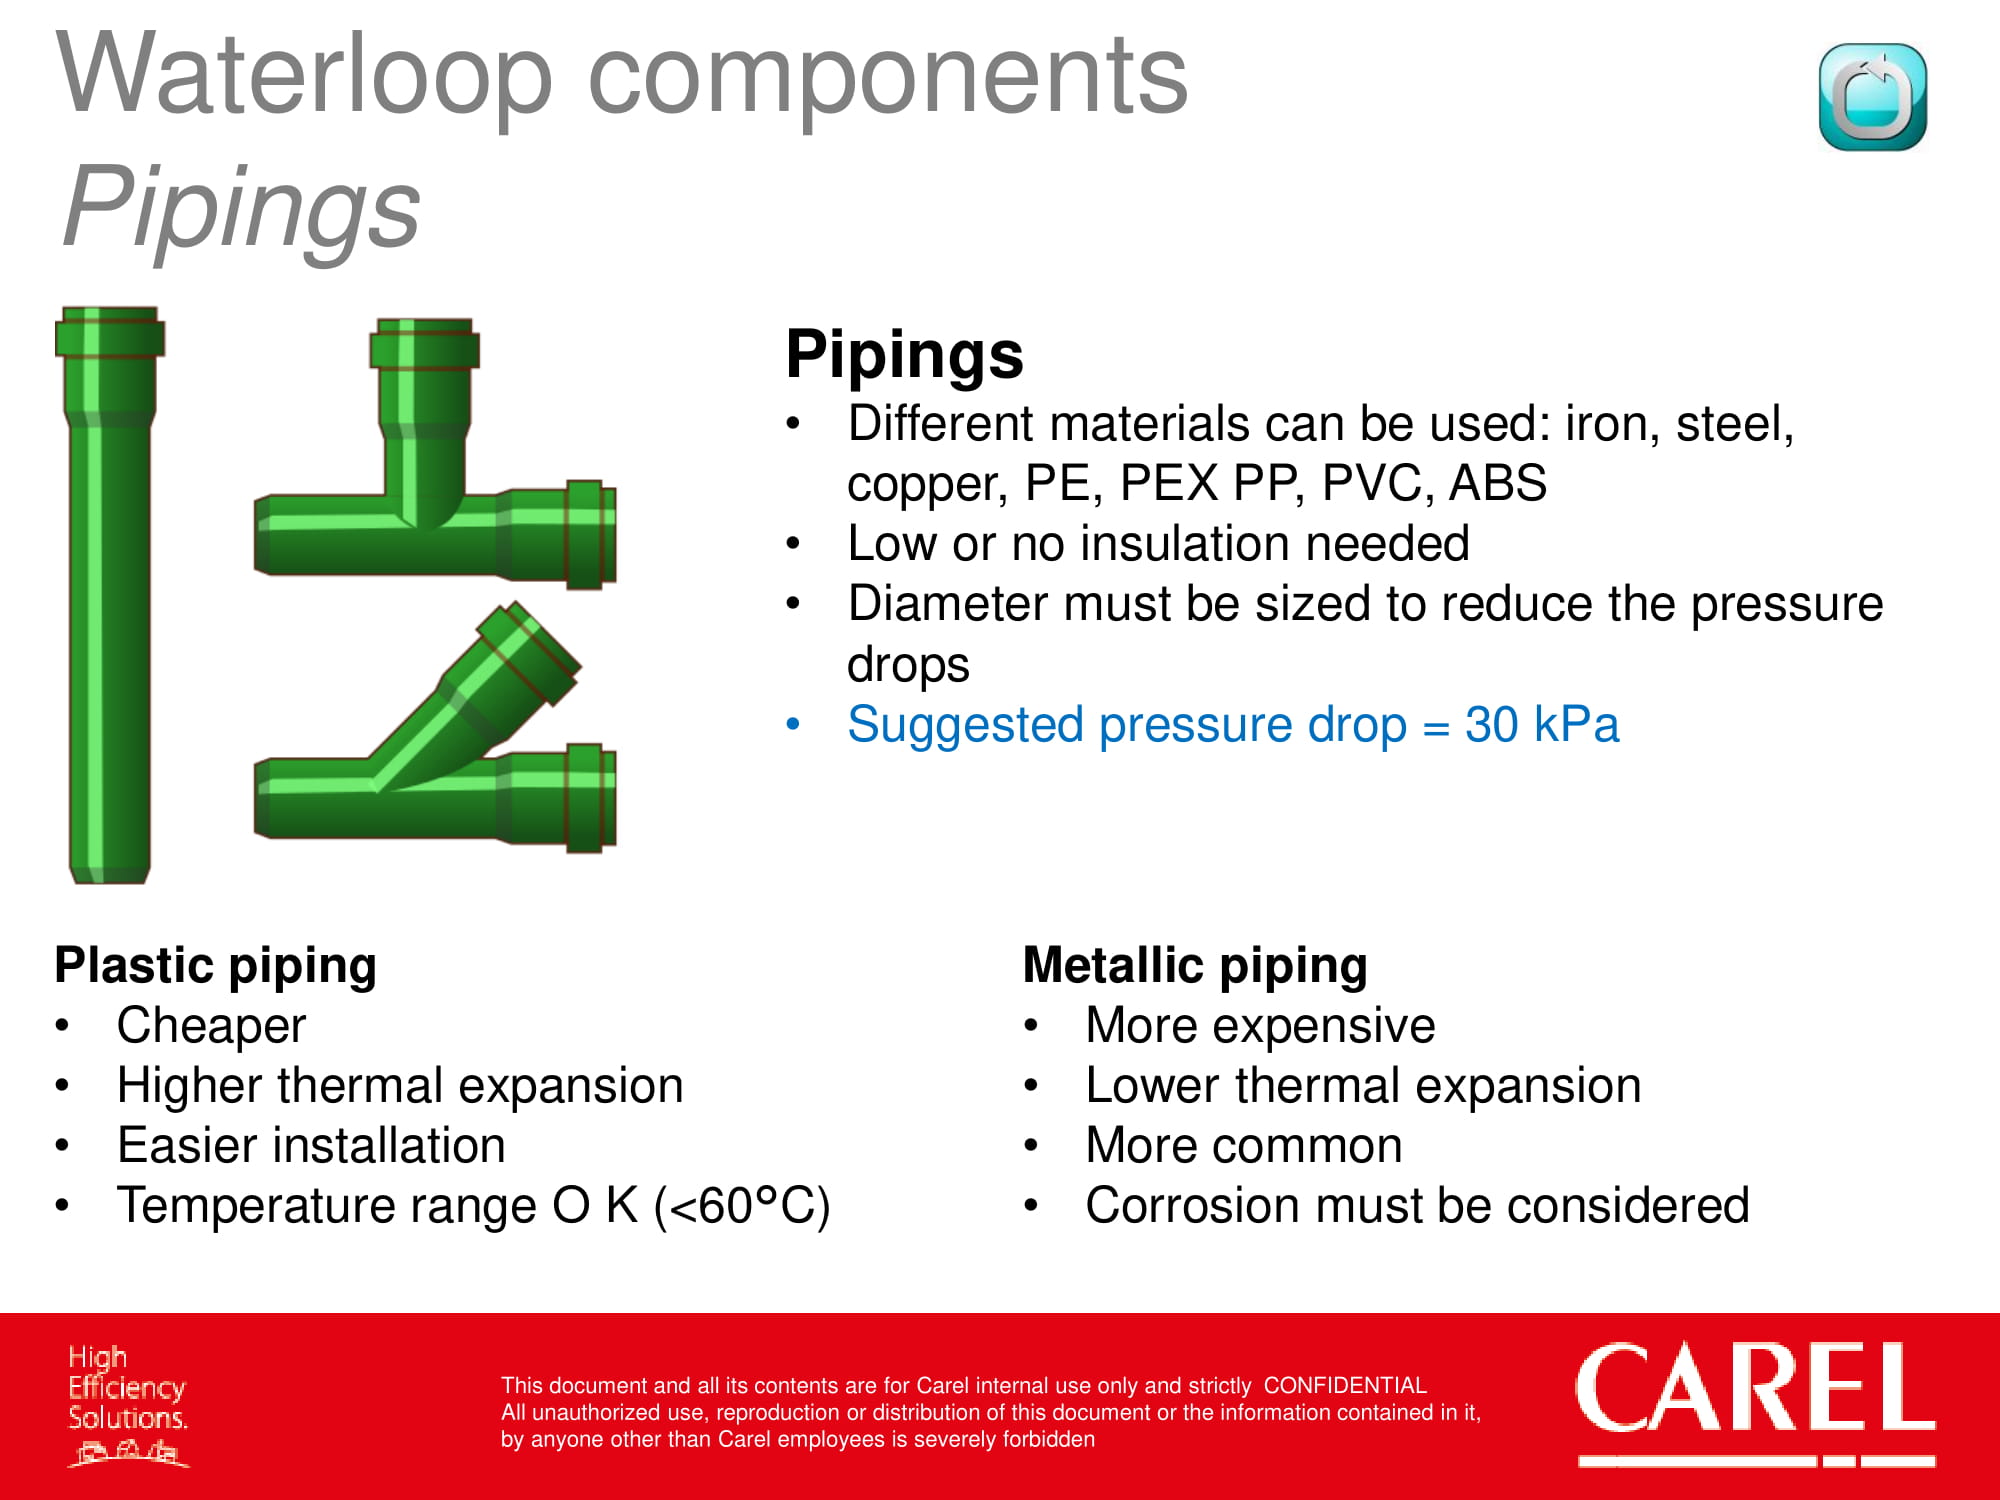 Waterloop components
Pipings
Pipings
• Different materials can be used: iron, steel,
copper, PE, PEX PP, PVC, ABS
• Low or no insulation needed
• Diameter must be sized to reduce the pressure
drops
• Suggested pressure drop = 30 kPa
Plastic piping
• Cheaper
• Higher thermal expansion
• Easier installation
• Temperature range O K (<60°C)
Metallic piping
• More expensive
• Lower thermal expansion
• More common
• Corrosion must be considered
High
Efficiency
Solutions.
This document and all its contents are for Carel internal use only and strictly CONFIDENTIAL
All unauthorized use, reproduction or distribution of this document or the information contained in it,
by anyone other than Carel employees is severely forbidden
CAREL